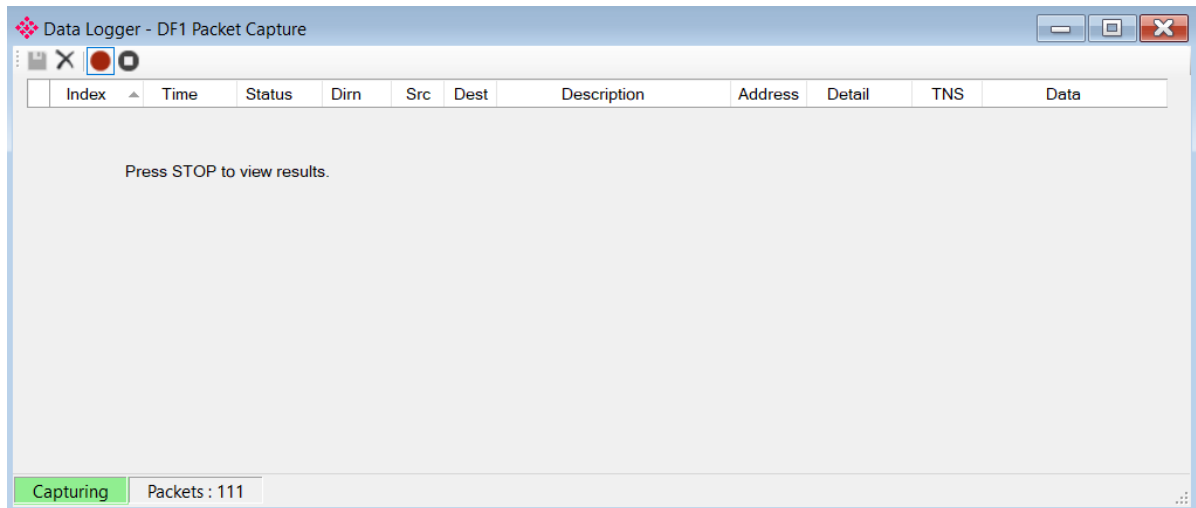 Data Logger - DF1 Packet Capture
Index Time Status Dirn Src Dest Description Address Detail TNS Data
Press STOP to view results.
Capturing Packets : 111